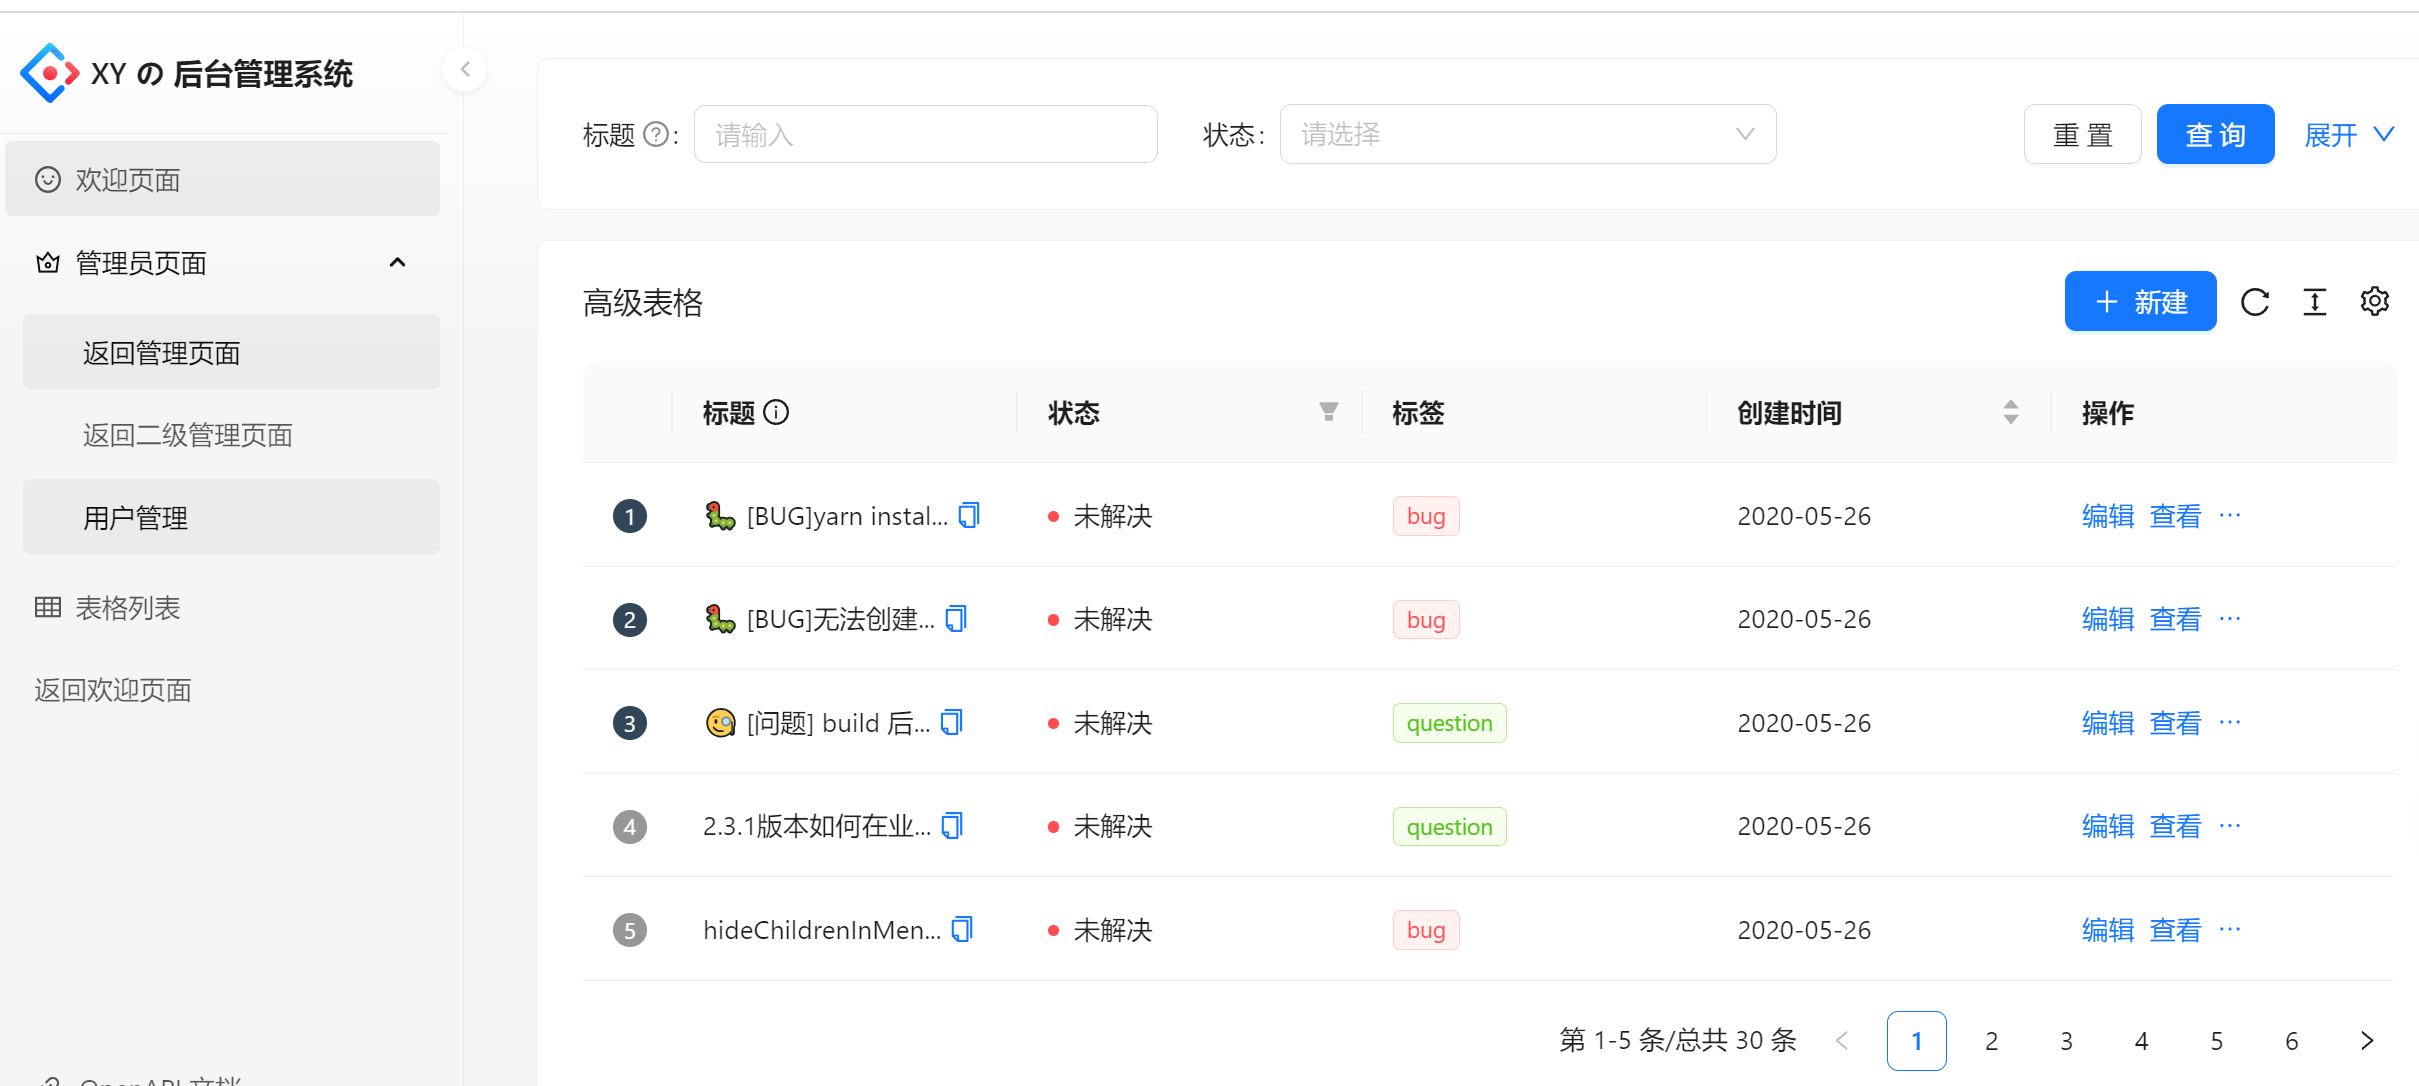 XY の 后台管理系统
欢迎页面
管理员页面
返回管理页面
返回二级管理页面
用户管理
表格列表
返回欢迎页面
OpenAPI 文档
标题 : 请输入 状态: 请选择 重 置 查 询 展开
高级表格 新建
标题 状态 标签 创建时间 操作
1 [BUG]yarn instal... 未解决 bug 2020-05-26 编辑 查看 ...
2 [BUG]无法创建... 未解决 bug 2020-05-26 编辑 查看 ...
3 [问题] build 后... 未解决 question 2020-05-26 编辑 查看 ...
4 2.3.1版本如何在业... 未解决 question 2020-05-26 编辑 查看 ...
5 hideChildrenInMen... 未解决 bug 2020-05-26 编辑 查看 ...
第 1-5 条/总共 30 条 < 1 2 3 4 5 6 >